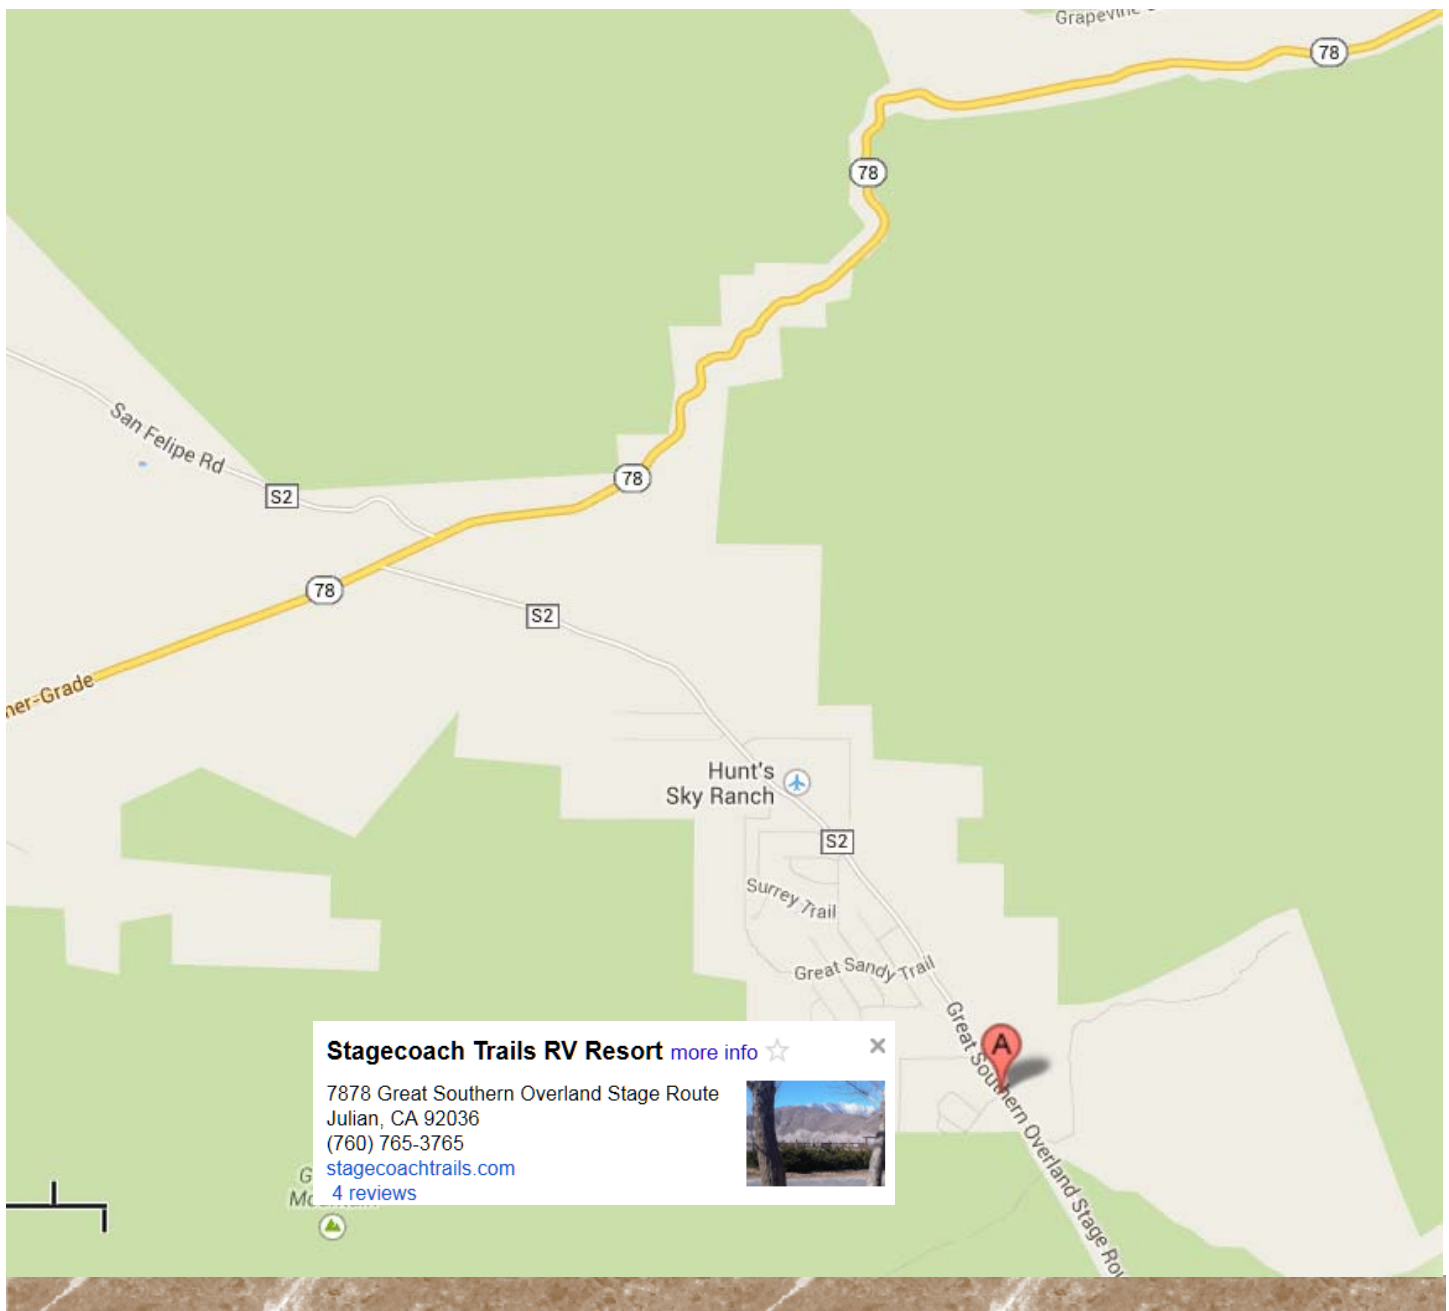 Grapevine
78
78
San Felipe Rd
S2
78
78
S2
ner-Grade
Hunt's
Sky Ranch
S2
Surrey Trail
Great Sandy Trail
Great Southern Overland Stage Rou
A
Stagecoach Trails RV Resort more info
7878 Great Southern Overland Stage Route
Julian, CA 92036
(760) 765-3765
stagecoachtrails.com
4 reviews